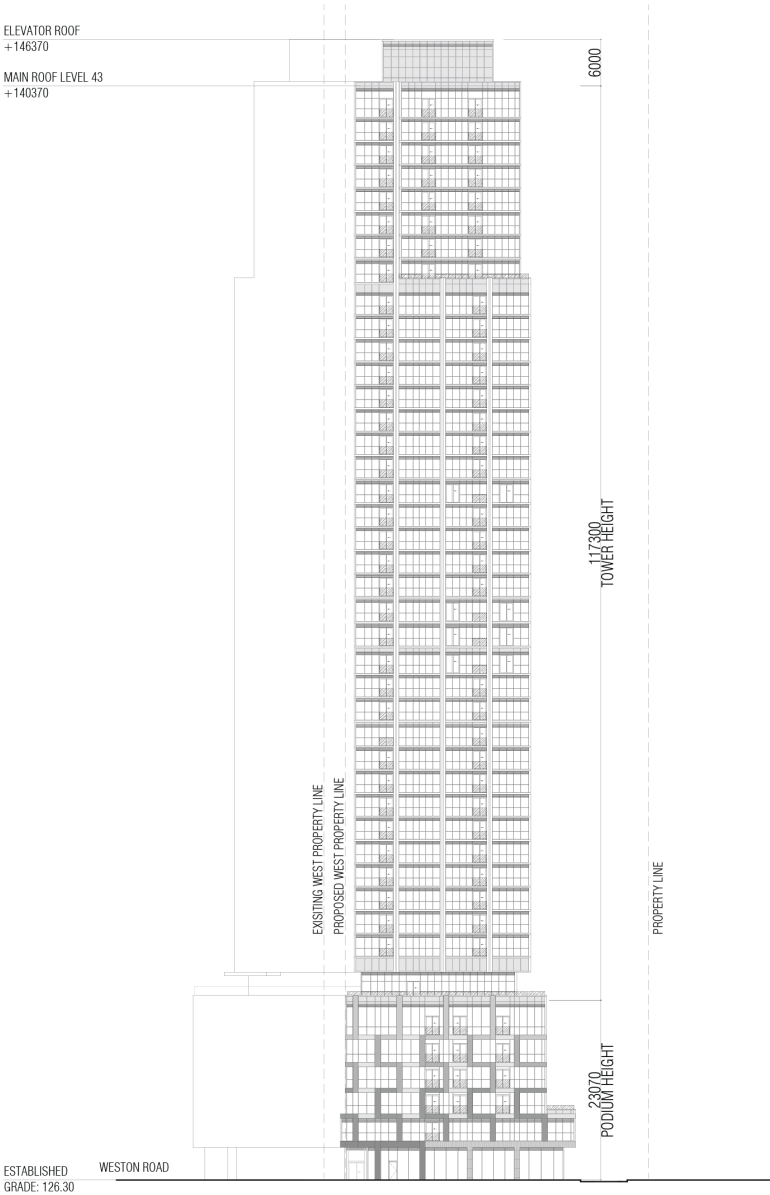 ELEVATOR ROOF
+146370
MAIN ROOF LEVEL 43
+140370
6000
117300
TOWER HEIGHT
EXISITING WEST PROPERTY LINE
PROPOSED WEST PROPERTY LINE
PROPERTY LINE
23070
PODIUM HEIGHT
ESTABLISHED
GRADE: 126.30
WESTON ROAD